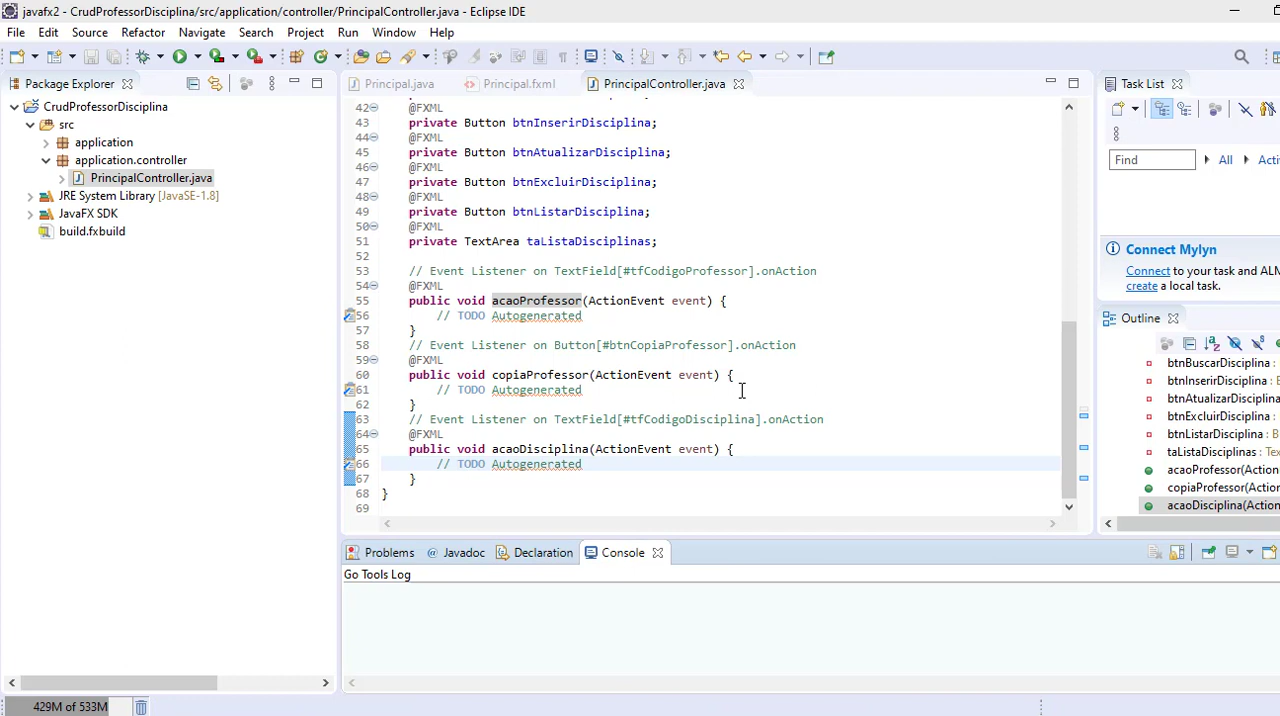 javafx2 - CrudProfessorDisciplina/src/application/controller/PrincipalController.java - Eclipse IDE
File Edit Source Refactor Navigate Search Project Run Window Help
Package Explorer
CrudProfessorDisciplina
src
application
application.controller
PrincipalController.java
JRE System Library [JavaSE-1.8]
JavaFX SDK
build.fxbuild
Principal.java Principal.fxml PrincipalController.java
42 @FXML
43 private Button btnInserirDisciplina;
44 @FXML
45 private Button btnAtualizarDisciplina;
46 @FXML
47 private Button btnExcluirDisciplina;
48 @FXML
49 private Button btnListarDisciplina;
50 @FXML
51 private TextArea taListaDisciplinas;
52
53 // Event Listener on TextField[#tfCodigoProfessor].onAction
54 @FXML
55 public void acaoProfessor(ActionEvent event) {
56 // TODO Autogenerated
57 }
58 // Event Listener on Button[#btnCopiaProfessor].onAction
59 @FXML
60 public void copiaProfessor(ActionEvent event) {
61 // TODO Autogenerated
62 }
63 // Event Listener on TextField[#tfCodigoDisciplina].onAction
64 @FXML
65 public void acaoDisciplina(ActionEvent event) {
66 // TODO Autogenerated
67 }
68 }
69
Problems @ Javadoc Declaration Console
Go Tools Log
Task List
Find All Acti
Connect Mylyn
Connect to your task and ALM
create a local task.
Outline
btnBuscarDisciplina :
btnInserirDisciplina :
btnAtualizarDisciplina
btnExcluirDisciplina :
btnListarDisciplina : B
taListaDisciplinas : Tex
acaoProfessor(Action
copiaProfessor(Action
acaoDisciplina(Action
429M of 533M